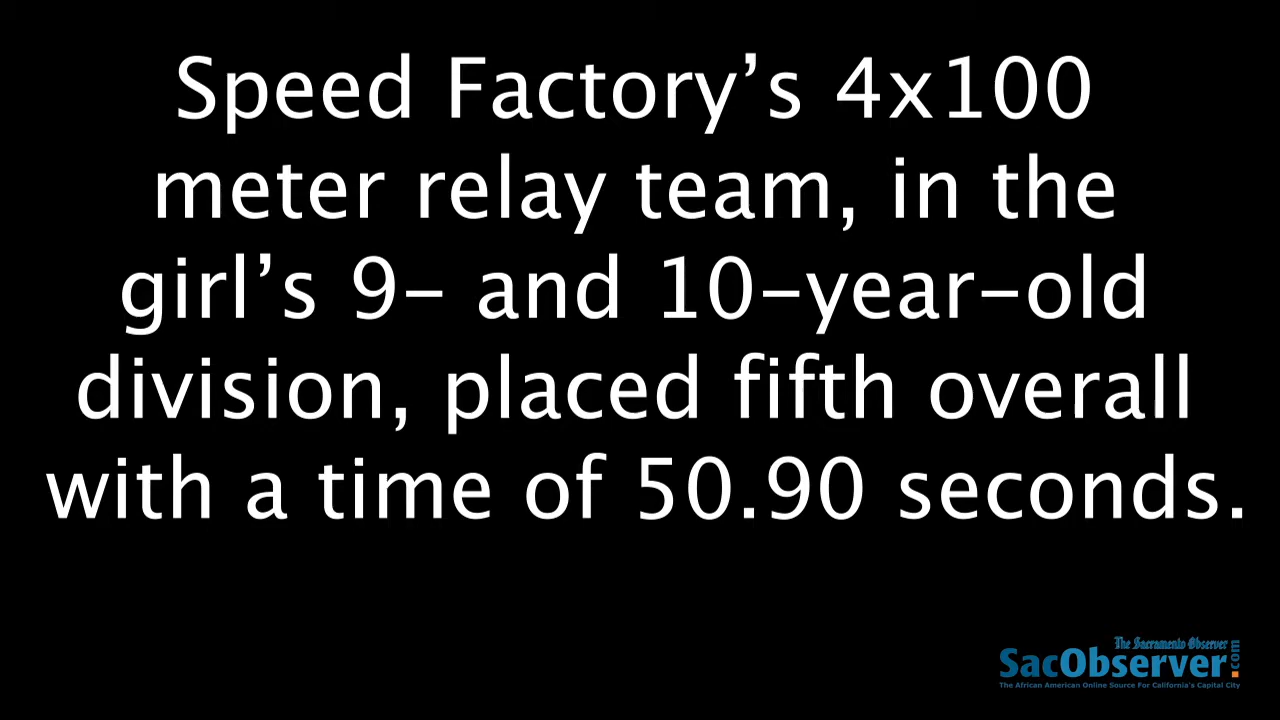 Speed Factory’s 4x100
meter relay team, in the
girl’s 9- and 10-year-old
division, placed fifth overall
with a time of 50.90 seconds.
The Sacramento Observer
SacObserver.com
The African American Online Source For California's Capital City